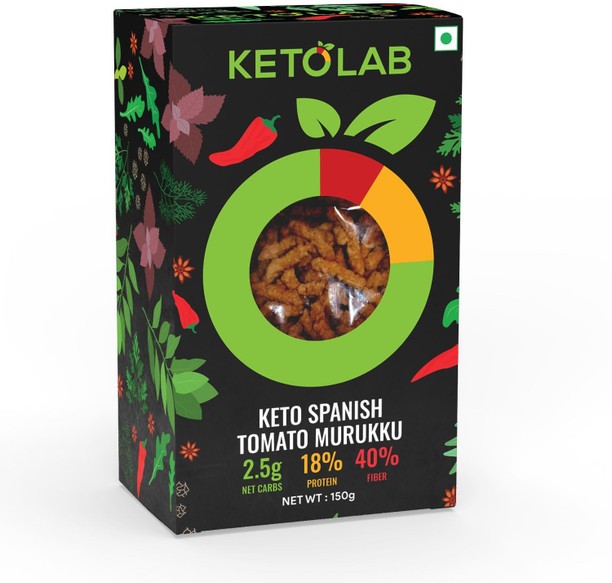 KETOLAB
KETO SPANISH
TOMATO MURUKKU
2.5g 18% 40%
NET CARBS PROTEIN FIBER
NET WT : 150g